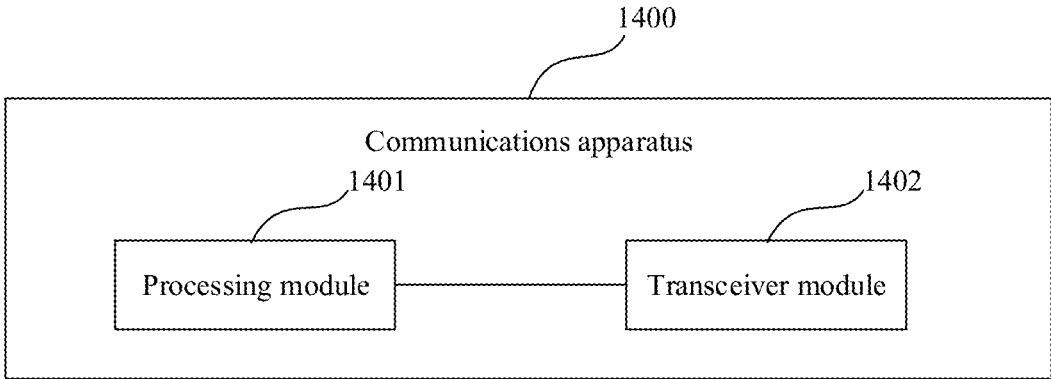 1400
Communications apparatus
1401
1402
Processing module
Transceiver module